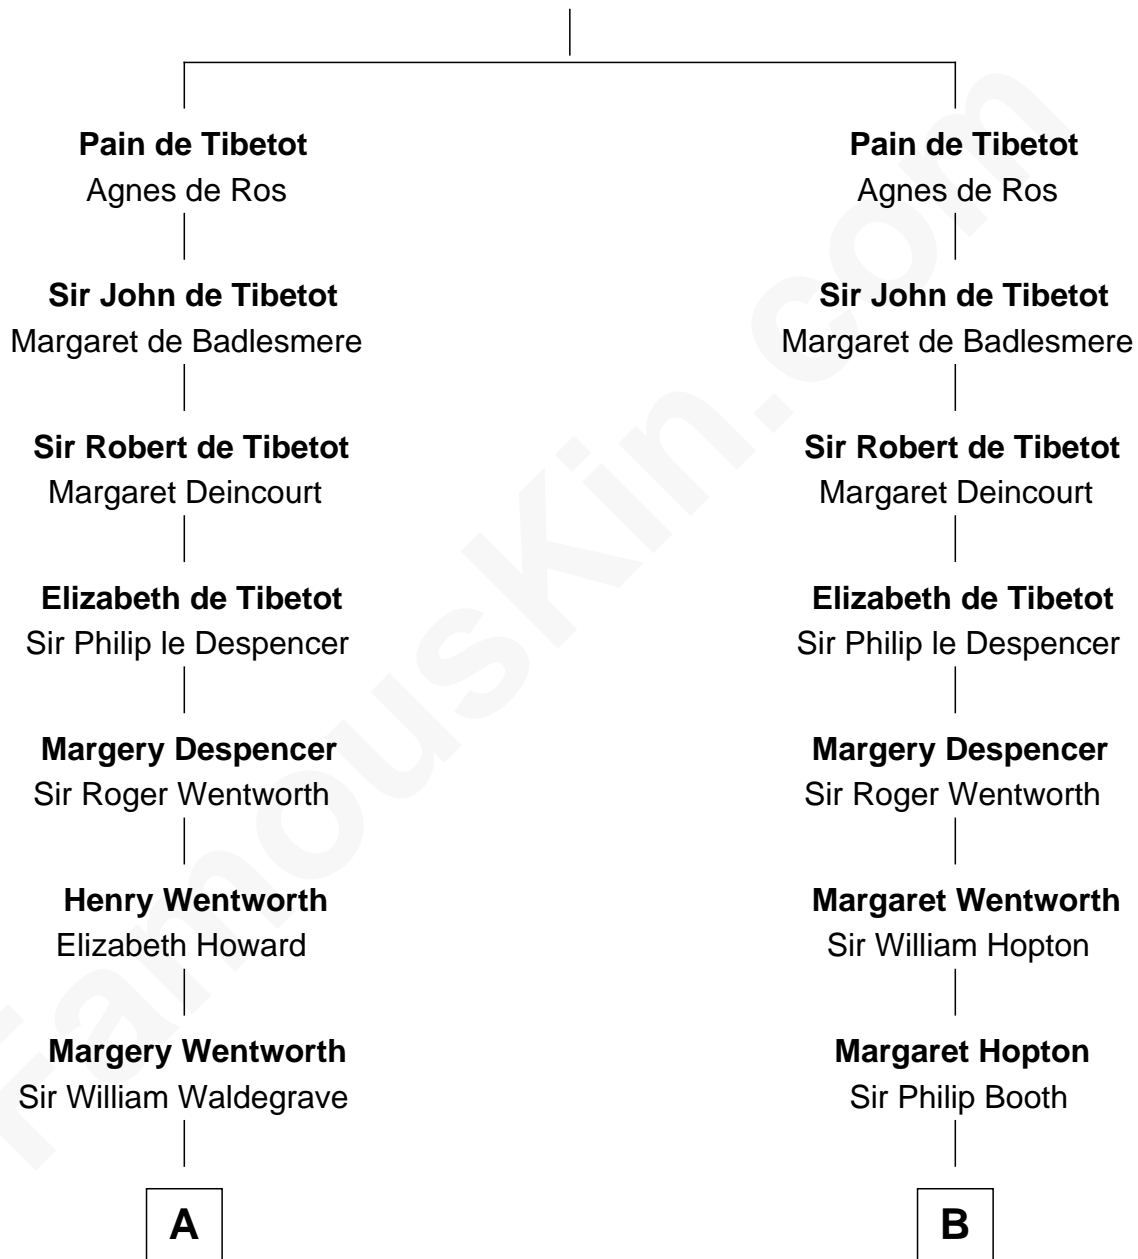 Pain de Tibetot
Agnes de Ros
Sir John de Tibetot
Margaret de Badlesmere
Sir Robert de Tibetot
Margaret Deincourt
Elizabeth de Tibetot
Sir Philip le Despencer
Margery Despencer
Sir Roger Wentworth
Henry Wentworth
Elizabeth Howard
Margery Wentworth
Sir William Waldegrave
A
Pain de Tibetot
Agnes de Ros
Sir John de Tibetot
Margaret de Badlesmere
Sir Robert de Tibetot
Margaret Deincourt
Elizabeth de Tibetot
Sir Philip le Despencer
Margery Despencer
Sir Roger Wentworth
Margaret Wentworth
Sir William Hopton
Margaret Hopton
Sir Philip Booth
B
FamousKin.com